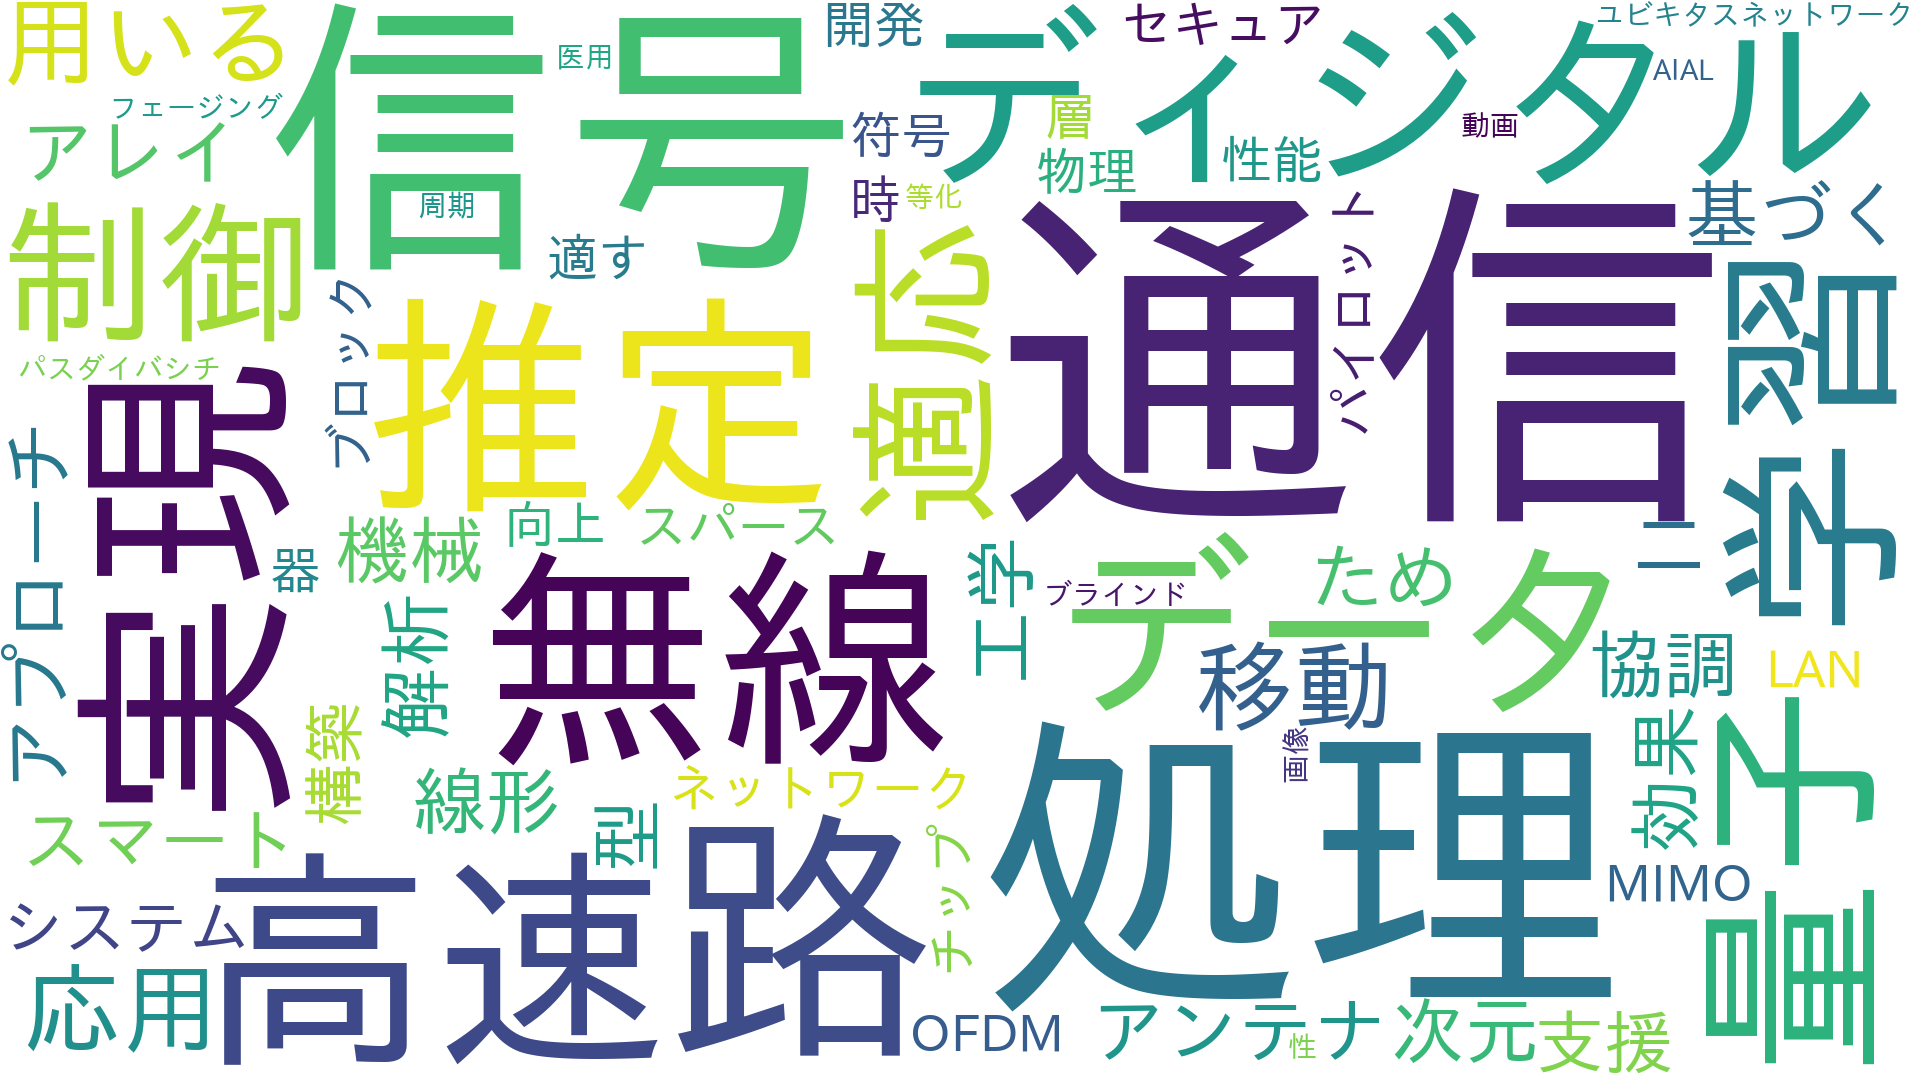 用いる
信号
医用
開発
セキュア
ユビキタスネットワーク
ディジタル
AIAL
フェージング
アレイ
符号
層
動画
性能
物理
時
等化
周期
適す
基づく
制御
推定
適応
通信
パイロット
学習
ブロック
パスダイバシチ
実現
アプローチ
機械
向上
スパース
器
無線
工学
ブラインド
データ
ため
二
協調
LAN
移動
解析
構築
線形
ネットワーク
型
画像
処理
効果
量子
MIMO
スマート
システム
高速
路
チップ
応用
OFDM
アンテナ
性
次元
支援